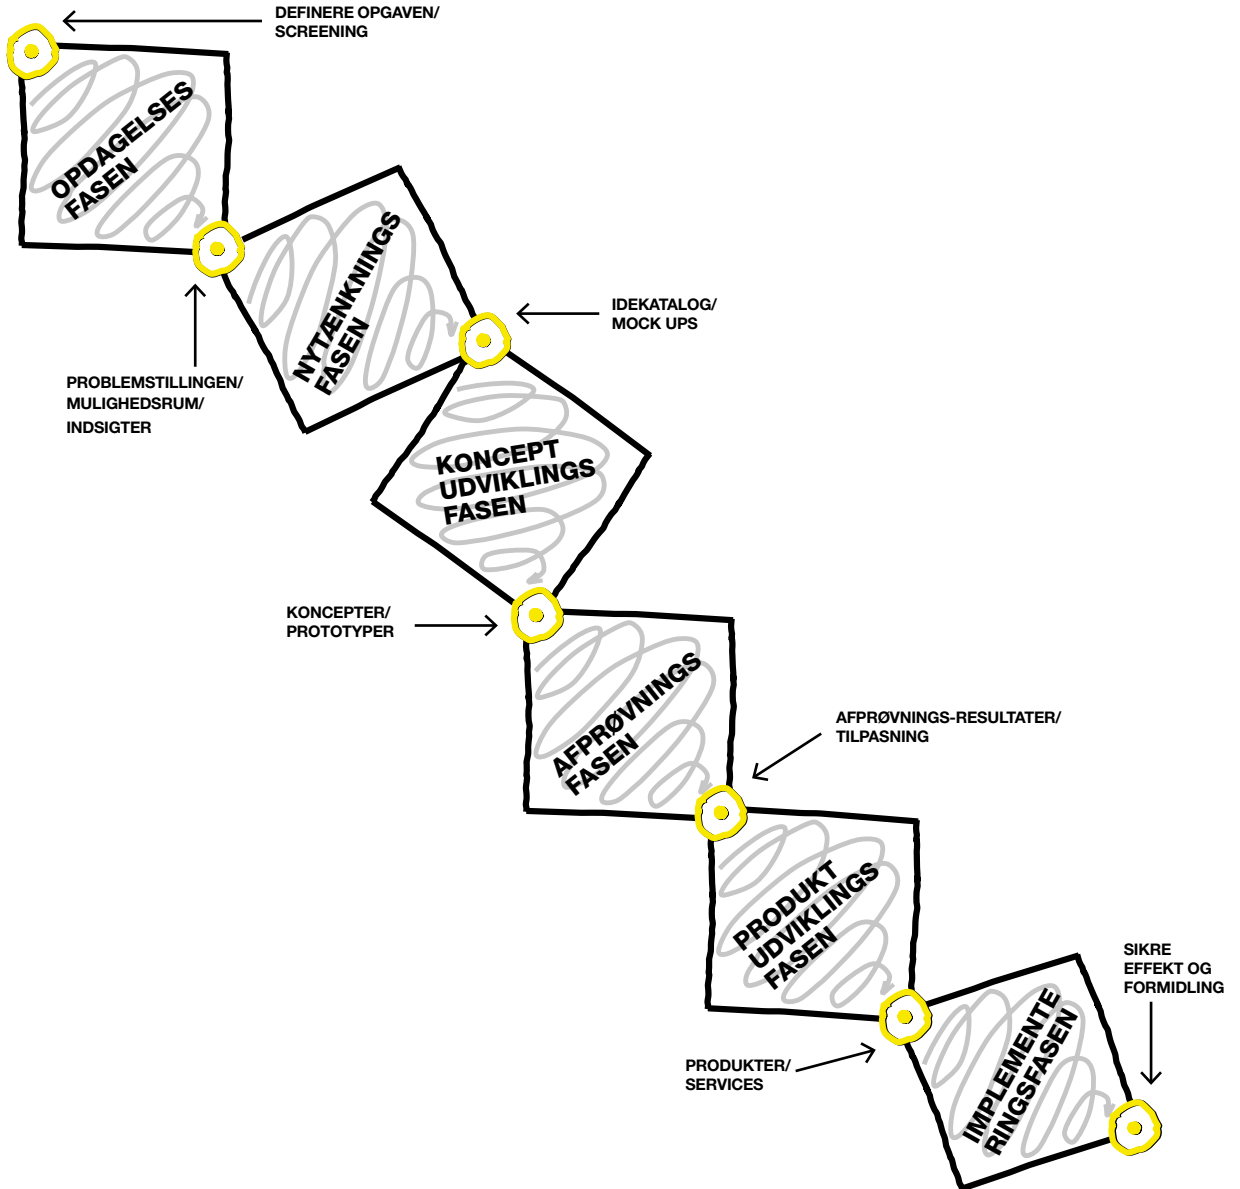 DEFINERE OPGAVEN/
SCREENING
OPDAGELSES
FASEN
NYTÆNKNINGS
FASEN
IDEKATALOG/
MOCK UPS
PROBLEMSTILLINGEN/
MULIGHEDSRUM/
INDSIGTER
KONCEPT
UDVIKLINGS
FASEN
KONCEPTER/
PROTOTYPER
AFPRØVNINGS
FASEN
AFPRØVNINGS-RESULTATER/
TILPASNING
PRODUKT
UDVIKLINGS
FASEN
SIKRE
EFFEKT OG
FORMIDLING
PRODUKTER/
SERVICES
IMPLEMENTE
RINGSFASEN